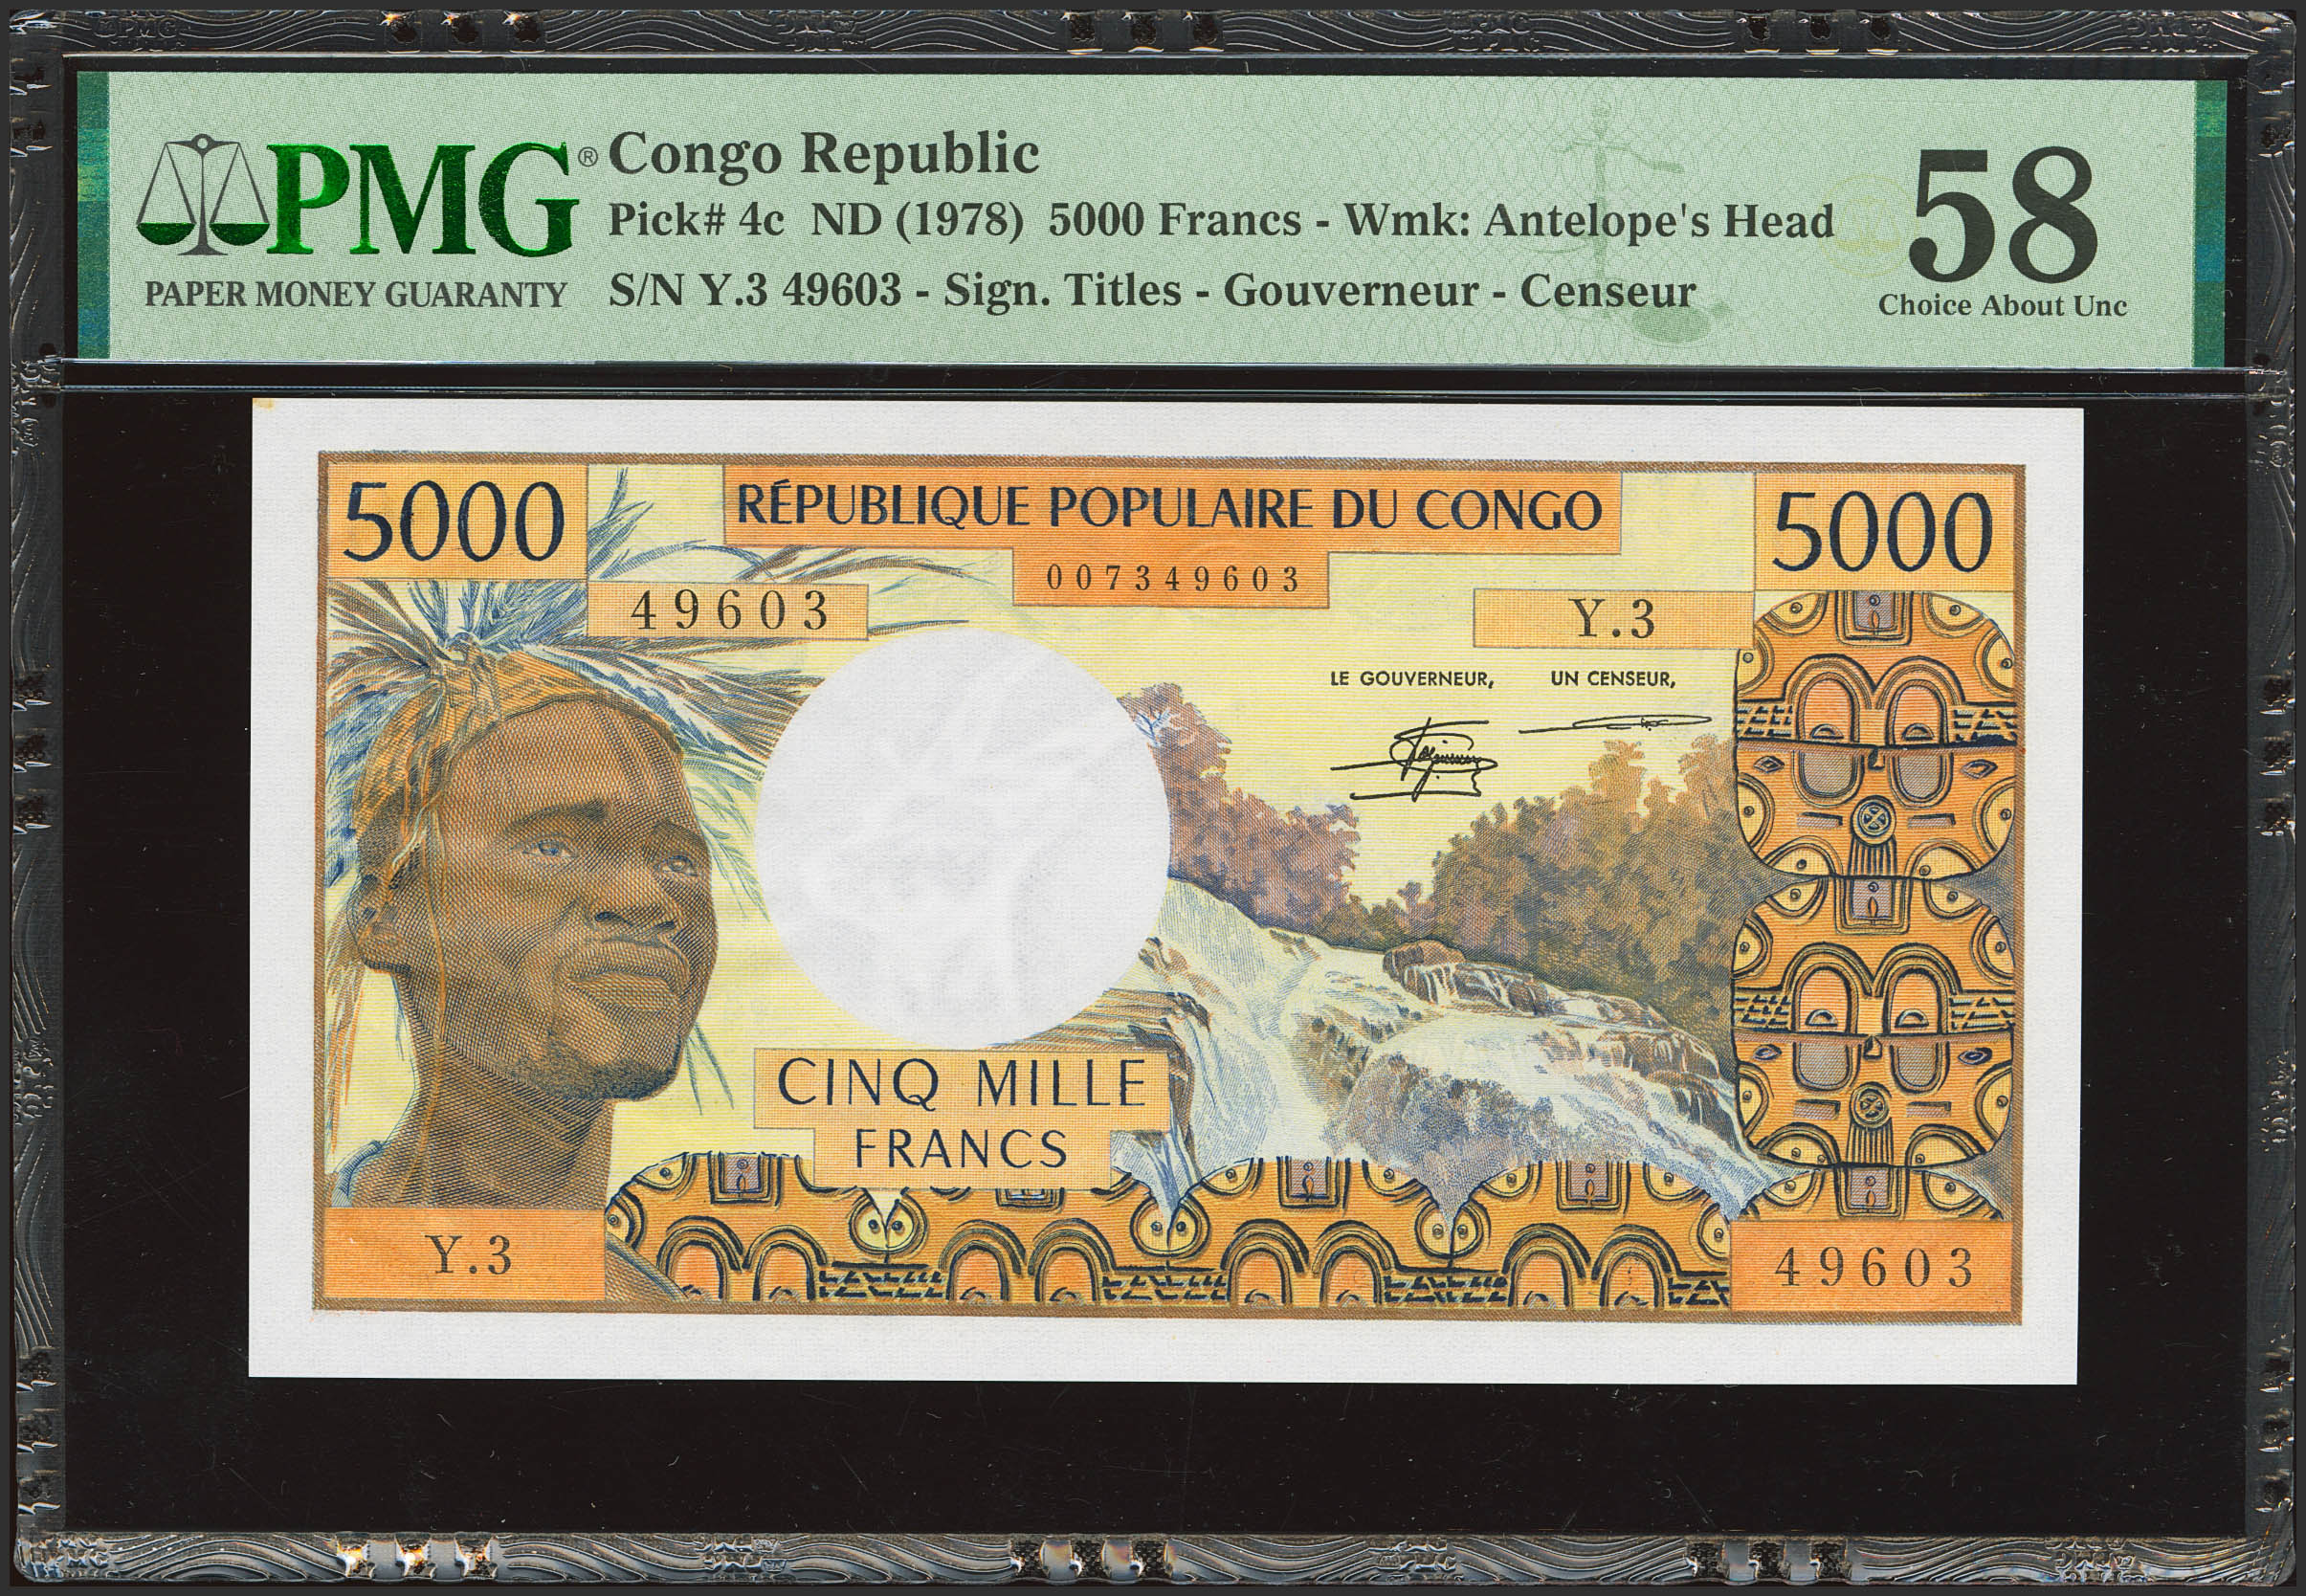 PMG®
PAPER MONEY GUARANTY
Congo Republic
Pick# 4c ND (1978) 5000 Francs - Wmk: Antelope's Head
S/N Y.3 49603 - Sign. Titles - Gouverneur - Censeur
58
Choice About Unc
5000
RÉPUBLIQUE POPULAIRE DU CONGO
5000
007349603
49603
Y.3
LE GOUVERNEUR,
UN CENSEUR,
CINQ MILLE
FRANCS
Y.3
49603